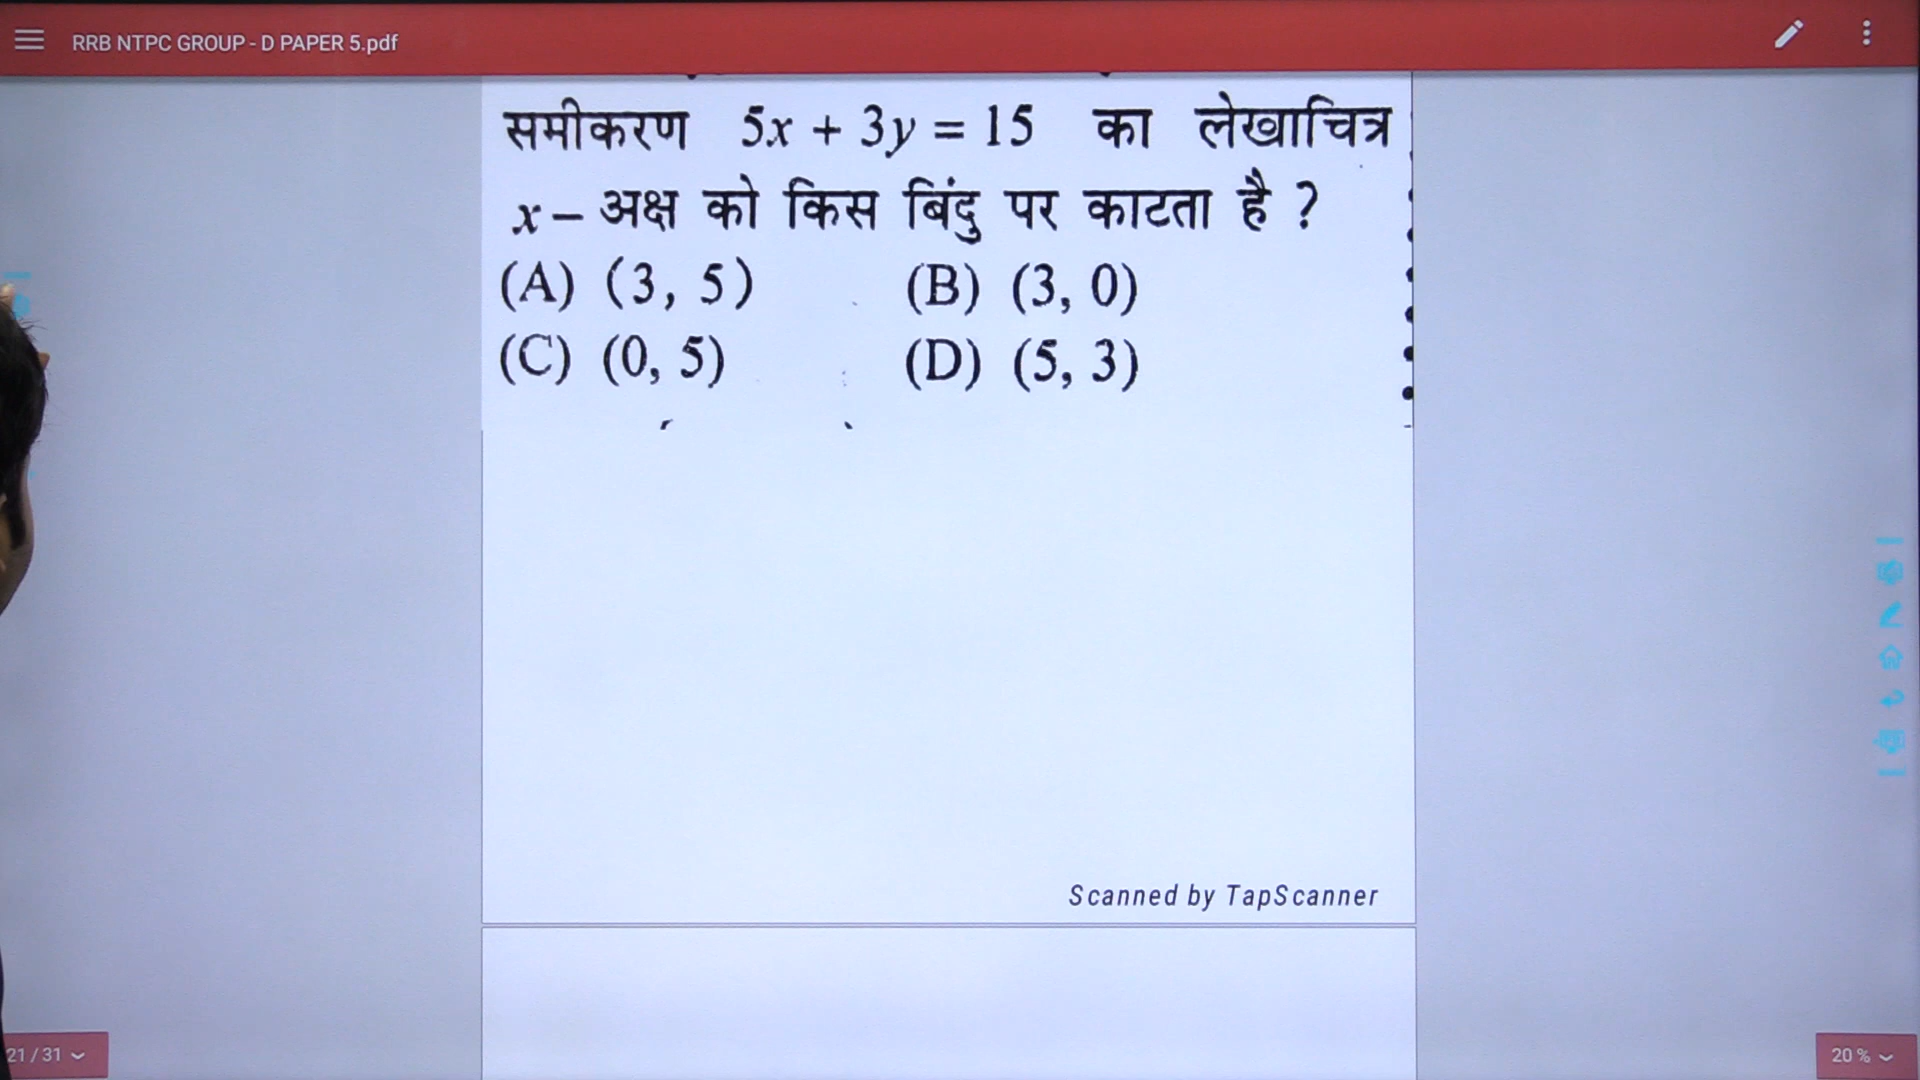 RRB NTPC GROUP - D PAPER 5.pdf
समीकरण 5x + 3y = 15 का लेखाचित्र
x – अक्ष को किस बिंदु पर काटता है ?
(A) (3, 5) (B) (3, 0)
(C) (0, 5) (D) (5, 3)
Scanned by TapScanner
21 / 31
20 %